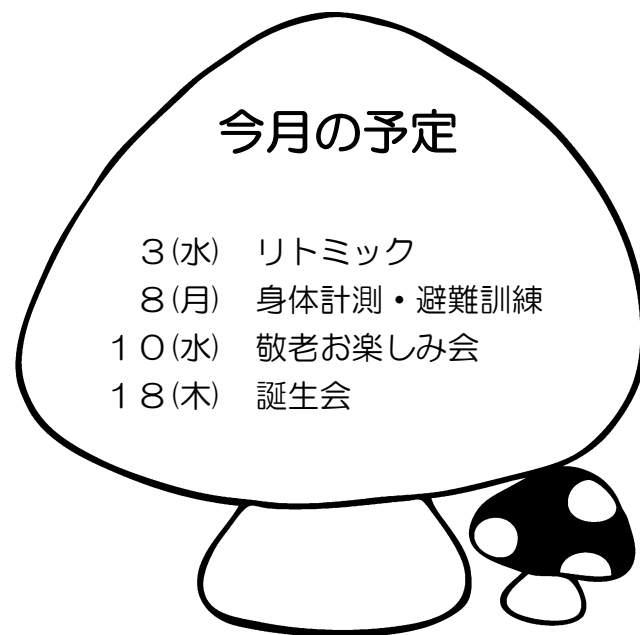 今月の予定
３(水)　リトミック
８(月)　身体計測・避難訓練
１０(水)　敬老お楽しみ会
１８(木)　誕生会